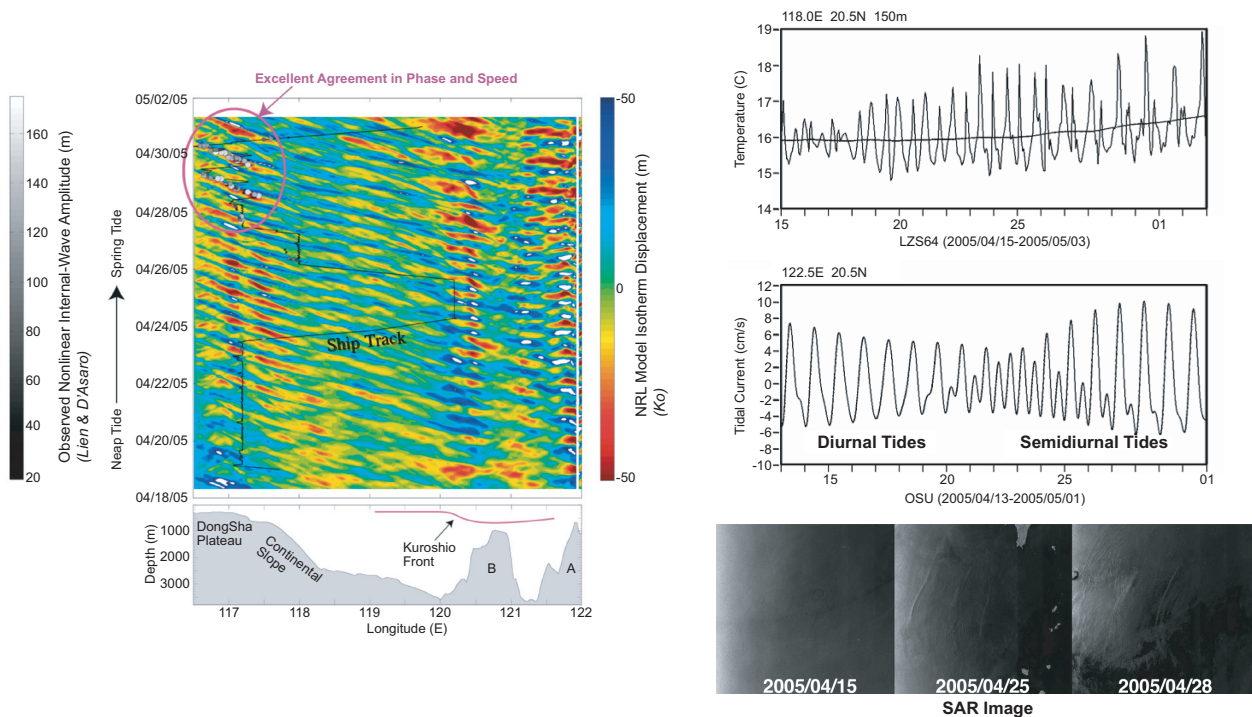 Excellent Agreement in Phase and Speed
05/02/05
04/30/05
04/28/05
04/26/05
04/24/05
04/22/05
04/20/05
04/18/05
160
140
120
100
80
60
40
20
Observed Nonlinear Internal-Wave Amplitude (m)
(Lien & D'Asaro)
Spring Tide
Neap Tide
Ship Track
-50
0
-50
NRL Model Isotherm Displacement (m)
(Ko)
DongSha
Plateau
Continental
Slope
Kuroshio
Front
B
A
1000
2000
3000
Depth (m)
117
118
119
120
121
122
Longitude (E)
118.0E 20.5N 150m
19
18
17
16
15
14
Temperature (C)
15
20
25
01
LZS64 (2005/04/15-2005/05/03)
122.5E 20.5N
12
10
8
6
4
2
0
-2
-4
-6
-8
-10
Tidal Current (cm/s)
Diurnal Tides
Semidiurnal Tides
15
20
25
01
OSU (2005/04/13-2005/05/01)
2005/04/15
2005/04/25
2005/04/28
SAR Image